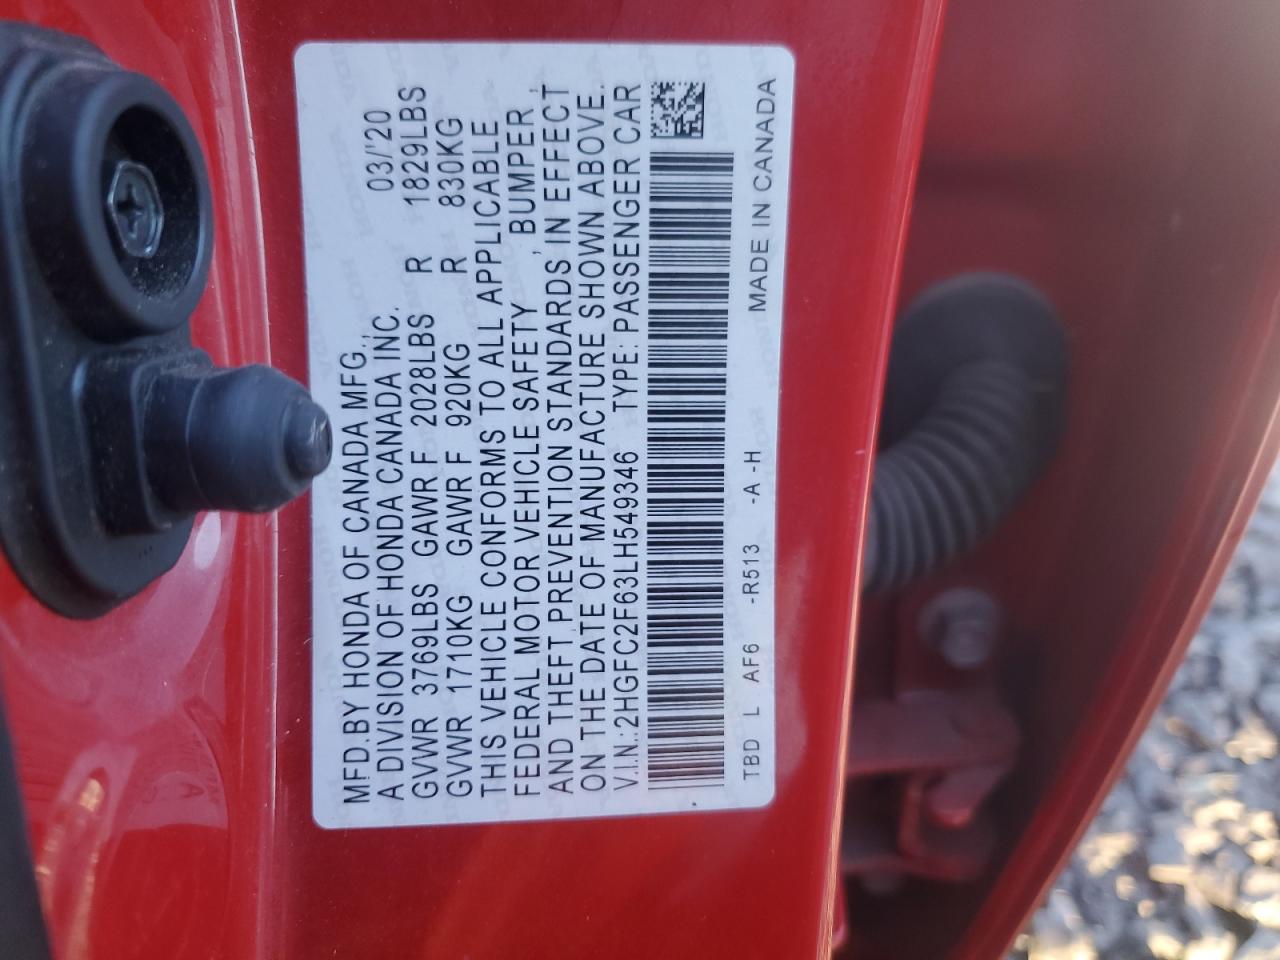 MFD.BY HONDA OF CANADA MFG.,
A DIVISION OF HONDA CANADA INC. 03/'20
GVWR 3769LBS GAWR F 2028LBS R 1829LBS
GVWR 1710KG GAWR F 920KG R 830KG
THIS VEHICLE CONFORMS TO ALL APPLICABLE
FEDERAL MOTOR VEHICLE SAFETY , BUMPER ,
AND THEFT PREVENTION STANDARDS IN EFFECT
ON THE DATE OF MANUFACTURE SHOWN ABOVE.
V.I.N.:2HGFC2F63LH549346 TYPE: PASSENGER CAR
TBD L AF6 -R513 -A -H MADE IN CANADA